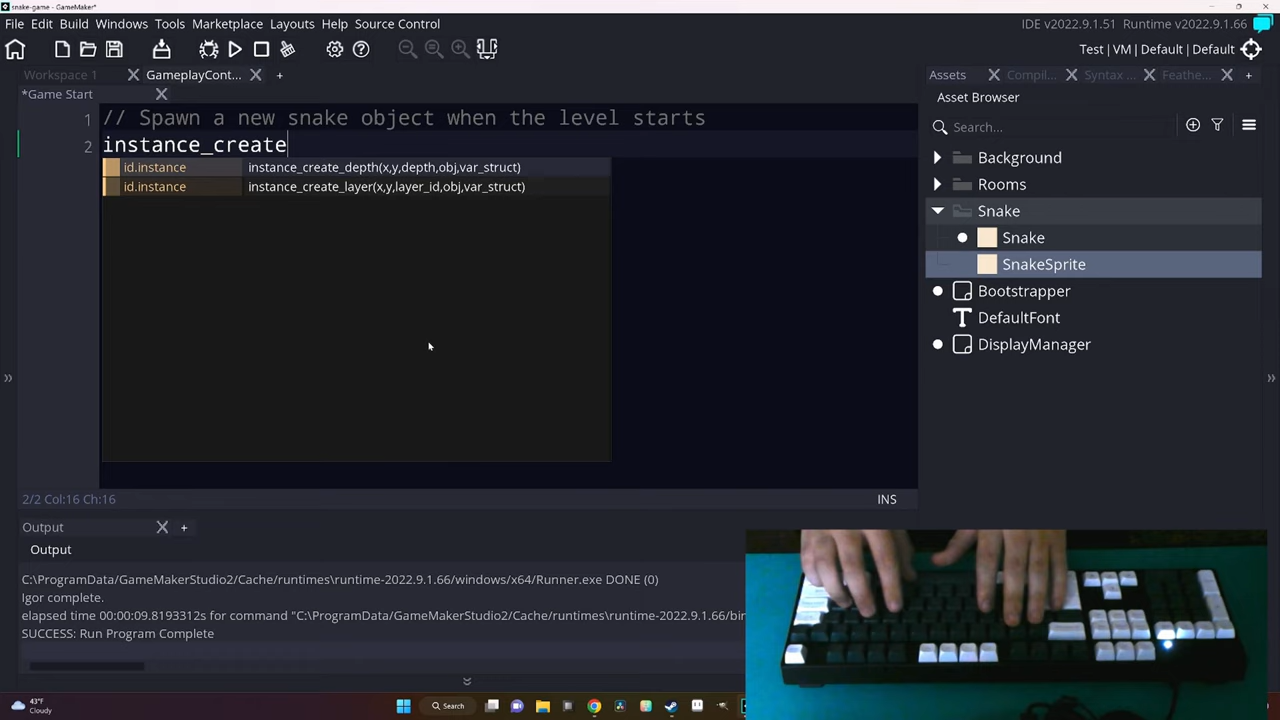 *snake-game - GameMaker*
File Edit Build Windows Tools Marketplace Layouts Help Source Control
IDE v2022.9.1.51 Runtime v2022.9.1.66
Test | VM | Default | Default
Workspace 1
GameplayCont...
*Game Start
1 // Spawn a new snake object when the level starts
2 instance_create
id.instance instance_create_depth(x,y,depth,obj,var_struct)
id.instance instance_create_layer(x,y,layer_id,obj,var_struct)
2/2 Col:16 Ch:16
INS
Assets Compil... Syntax ... Feathe...
Asset Browser
Search...
Background
Rooms
Snake
Snake
SnakeSprite
Bootstrapper
DefaultFont
DisplayManager
Output
Output
C:\ProgramData/GameMakerStudio2/Cache/runtimes\runtime-2022.9.1.66/windows/x64/Runner.exe DONE (0)
Igor complete.
elapsed time 00:00:09.8193312s for command "C:\ProgramData/GameMakerStudio2/Cache/runtimes\runtime-2022.9.1.66/bin
SUCCESS: Run Program Complete
43°F
Cloudy
Search